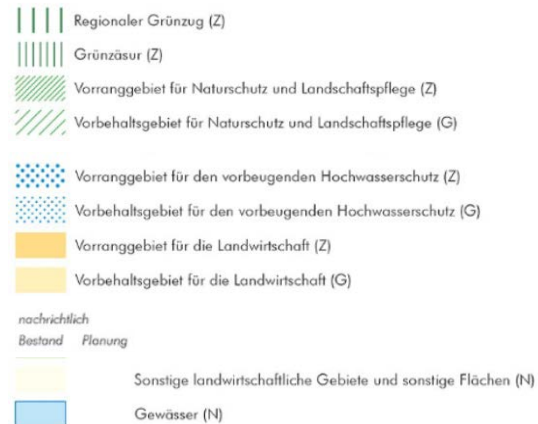 Regionaler Grünzug (Z)
Grünzäsur (Z)
Vorranggebiet für Naturschutz und Landschaftspflege (Z)
Vorbehaltsgebiet für Naturschutz und Landschaftspflege (G)
Vorranggebiet für den vorbeugenden Hochwasserschutz (Z)
Vorbehaltsgebiet für den vorbeugenden Hochwasserschutz (G)
Vorranggebiet für die Landwirtschaft (Z)
Vorbehaltsgebiet für die Landwirtschaft (G)
nachrichtlich
Bestand Planung
Sonstige landwirtschaftliche Gebiete und sonstige Flächen (N)
Gewässer (N)